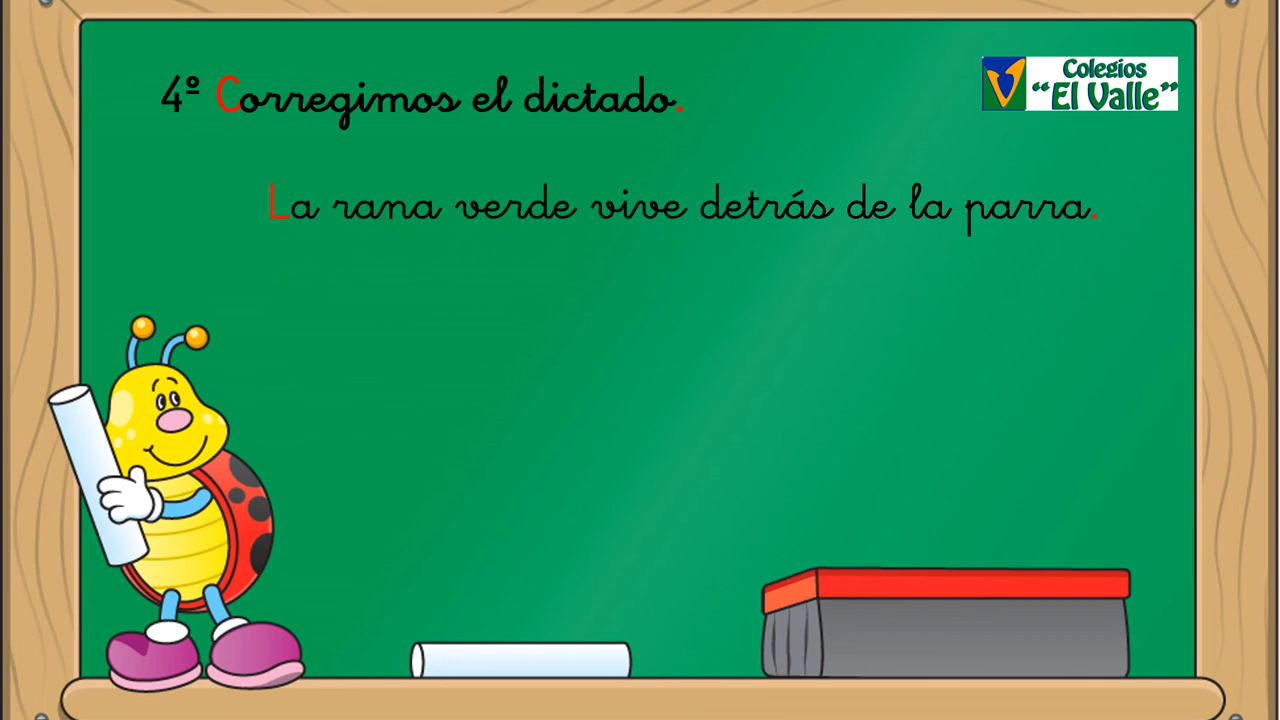 4º Corregimos el dictado.
Colegios
"El Valle"
La rana verde vive detrás de la parra.